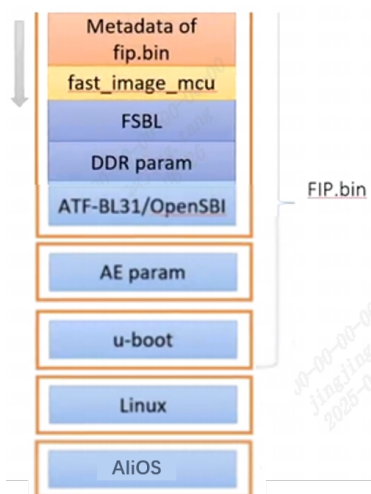 Metadata of
fip.bin
fast_image_mcu
FSBL
DDR param
ATF-BL31/OpenSBI
FIP.bin
AE param
u-boot
Linux
AliOS